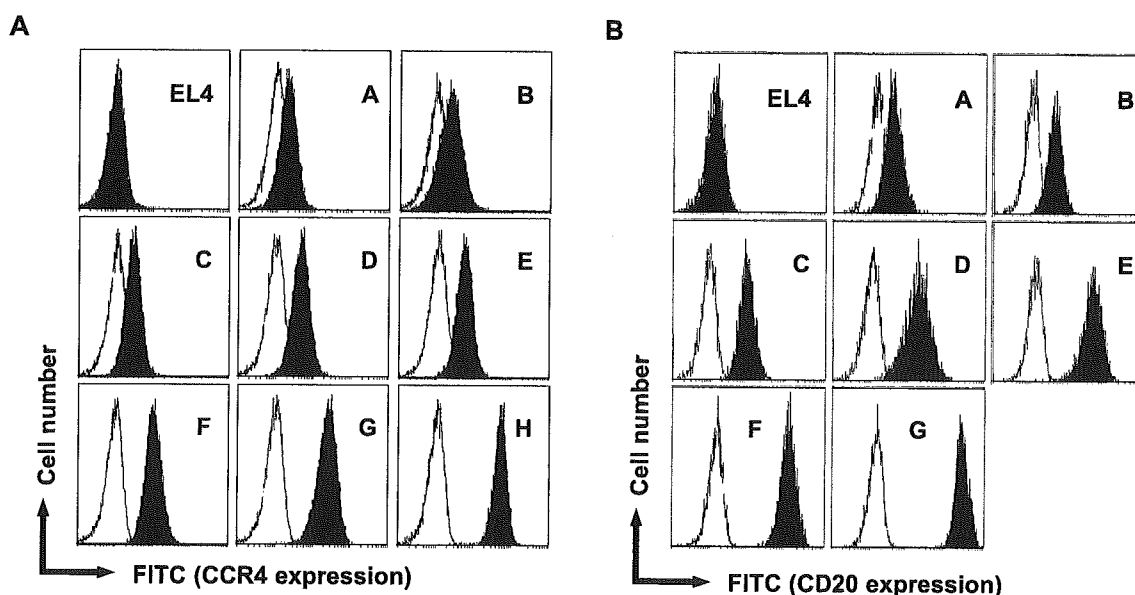 A
EL4
A
B
C
D
E
F
G
H
Cell number
FITC (CCR4 expression)
B
EL4
A
B
C
D
E
F
G
Cell number
FITC (CD20 expression)